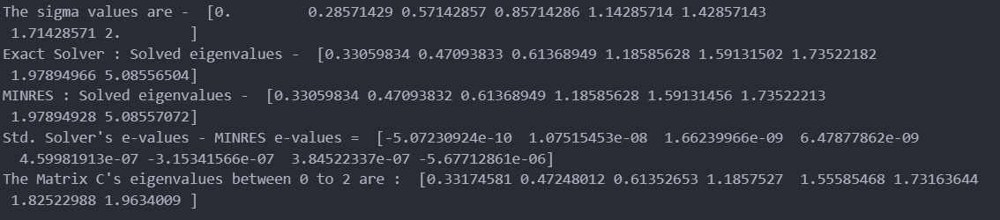 The sigma values are -  [0.         0.28571429 0.57142857 0.85714286 1.14285714 1.42857143
 1.71428571 2.        ]
Exact Solver : Solved eigenvalues -  [0.33059834 0.47093833 0.61368949 1.18585628 1.59131502 1.73522182
 1.97894966 5.08556504]
MINRES : Solved eigenvalues -  [0.33059834 0.47093832 0.61368949 1.18585628 1.59131456 1.73522213
 1.97894928 5.08557072]
Std. Solver's e-values - MINRES e-values =  [-5.07230924e-10  1.07515453e-08  1.66239966e-09  6.47877862e-09
  4.59981913e-07 -3.15341566e-07  3.84522337e-07 -5.67712861e-06]
The Matrix C's eigenvalues between 0 to 2 are :  [0.33174581 0.47248012 0.61352653 1.1857527  1.55585468 1.73163644
 1.82522988 1.9634009 ]